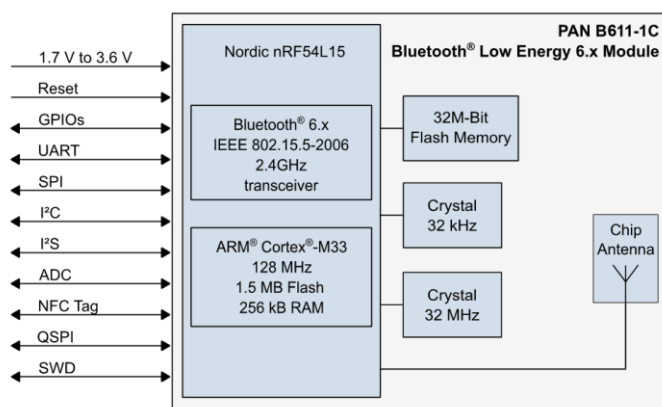 PAN B611-1C
Bluetooth® Low Energy 6.x Module
1.7 V to 3.6 V
Reset
GPIOs
UART
SPI
I²C
I²S
ADC
NFC Tag
QSPI
SWD
Nordic nRF54L15
Bluetooth® 6.x
IEEE 802.15.5-2006
2.4GHz
transceiver
ARM® Cortex®-M33
128 MHz
1.5 MB Flash
256 kB RAM
32M-Bit
Flash Memory
Crystal
32 kHz
Crystal
32 MHz
Chip
Antenna